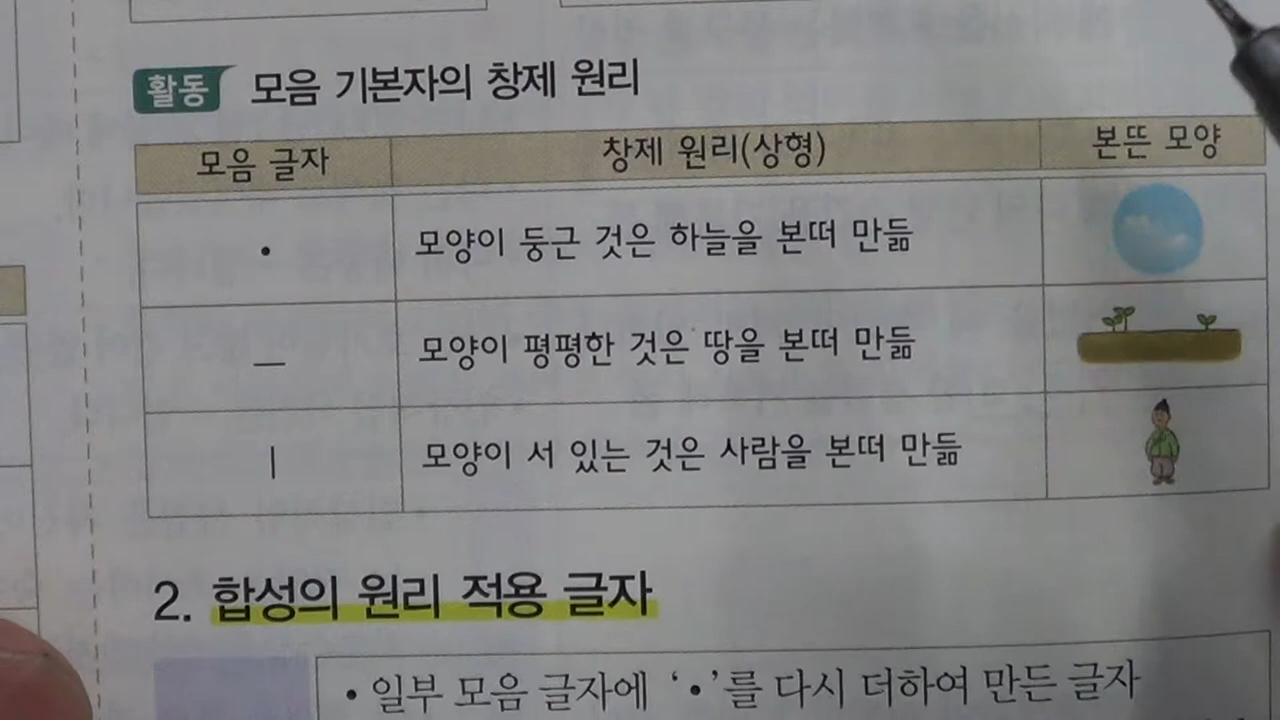 활동 모음 기본자의 창제 원리
모음 글자 창제 원리(상형) 본뜬 모양
• 모양이 둥근 것은 하늘을 본떠 만듦
ㅡ 모양이 평평한 것은 땅을 본떠 만듦
ㅣ 모양이 서 있는 것은 사람을 본떠 만듦
2. 합성의 원리 적용 글자
• 일부 모음 글자에 ‘•’를 다시 더하여 만든 글자